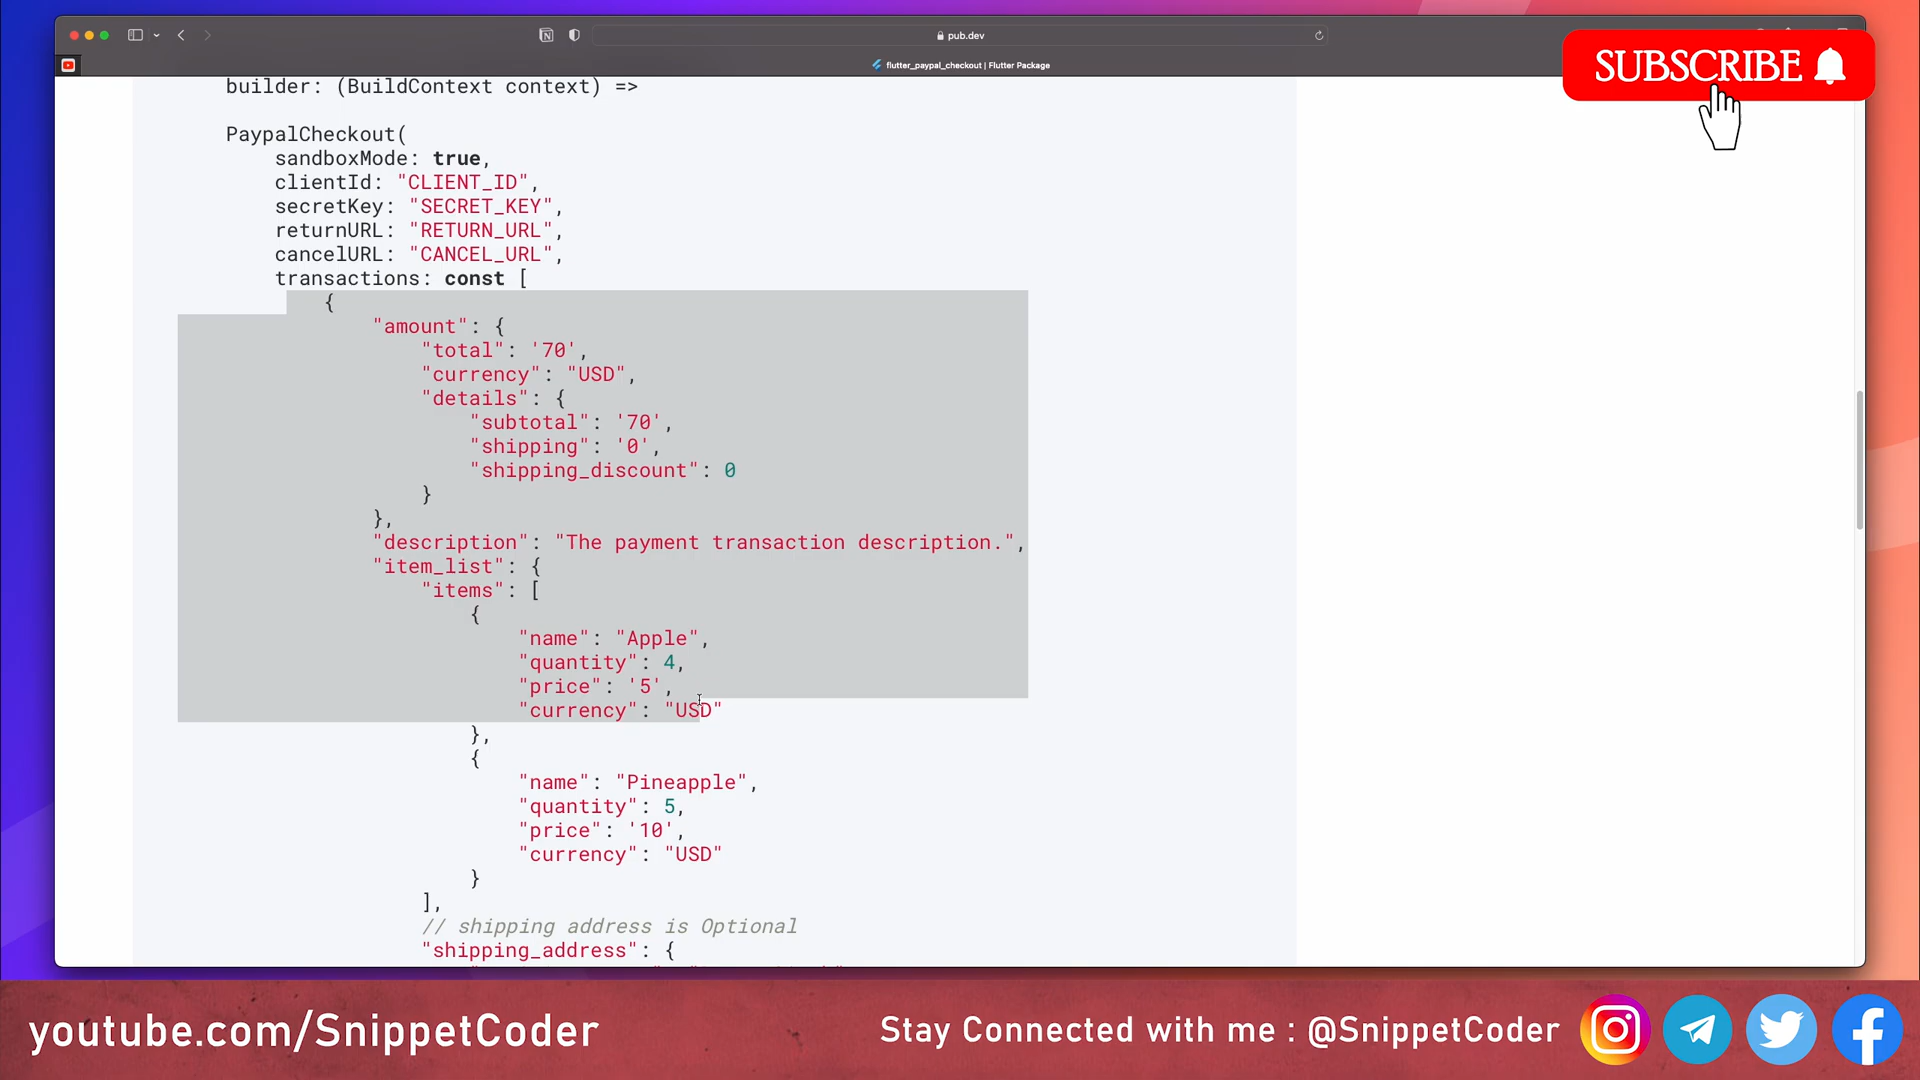 pub.dev
flutter_paypal_checkout | Flutter Package
SUBSCRIBE
builder: (BuildContext context) =>
PaypalCheckout(
sandboxMode: true,
clientId: "CLIENT_ID",
secretKey: "SECRET_KEY",
returnURL: "RETURN_URL",
cancelURL: "CANCEL_URL",
transactions: const [
{
"amount": {
"total": '70',
"currency": "USD",
"details": {
"subtotal": '70',
"shipping": '0',
"shipping_discount": 0
}
},
"description": "The payment transaction description.",
"item_list": {
"items": [
{
"name": "Apple",
"quantity": 4,
"price": '5',
"currency": "USD"
},
{
"name": "Pineapple",
"quantity": 5,
"price": '10',
"currency": "USD"
}
],
// shipping address is Optional
"shipping_address": {
youtube.com/SnippetCoder
Stay Connected with me : @SnippetCoder